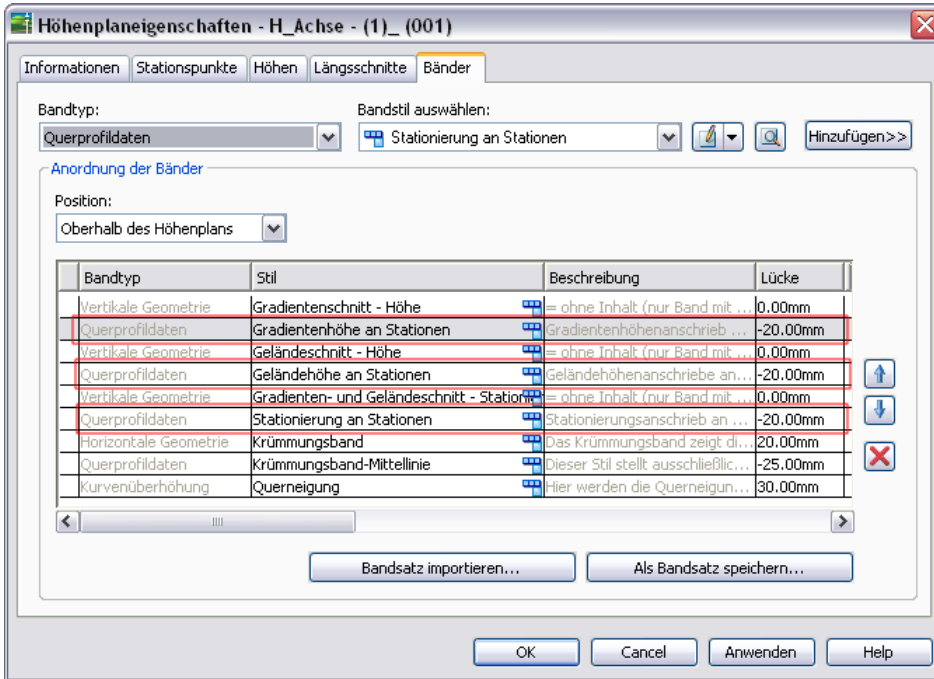 Höhenplaneigenschaften - H_Achse - (1)_ (001)
Informationen Stationspunkte Höhen Längsschnitte Bänder
Bandtyp: Bandstil auswählen:
Querprofildaten Stationierung an Stationen Hinzufügen>>
Anordnung der Bänder
Position:
Oberhalb des Höhenplans
Bandtyp Stil Beschreibung Lücke
Vertikale Geometrie Gradientenschnitt - Höhe = ohne Inhalt (nur Band mit ... 0.00mm
Querprofildaten Gradientenhöhe an Stationen Gradientenhöhenanschrieb ... -20.00mm
Vertikale Geometrie Geländeschnitt - Höhe = ohne Inhalt (nur Band mit ... 0.00mm
Querprofildaten Geländehöhe an Stationen Geländehöhenanschriebe an... -20.00mm
Vertikale Geometrie Gradienten- und Geländeschnitt - Station = ohne Inhalt (nur Band mit ... 0.00mm
Querprofildaten Stationierung an Stationen Stationierungsanschrieb an ... -20.00mm
Horizontale Geometrie Krümmungsband Das Krümmungsband zeigt di... 20.00mm
Querprofildaten Krümmungsband-Mittellinie Dieser Stil stellt ausschließlic... -25.00mm
Kurvenüberhöhung Querneigung Hier werden die Querneigun... 30.00mm
Bandsatz importieren... Als Bandsatz speichern...
OK Cancel Anwenden Help